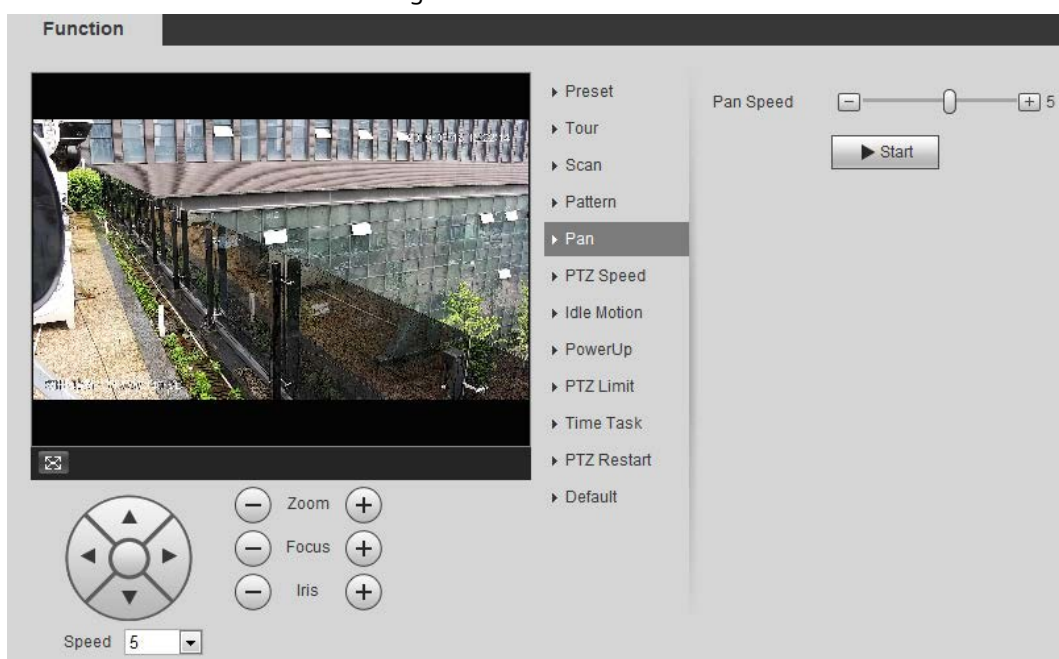 Function
Preset
Tour
Scan
Pattern
Pan
PTZ Speed
Idle Motion
PowerUp
PTZ Limit
Time Task
PTZ Restart
Default
Pan Speed
5
Start
Zoom
Focus
Iris
Speed 5